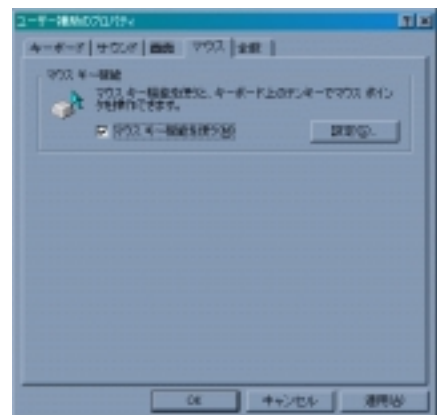 ユーザー補助のプロパティ
キーボード サウンド 画面 マウス 全般
マウス キー機能
マウス キー機能を使うと、キーボード上のテンキーでマウス ポインタを操作できます。
マウス キー機能を使う(M)
設定(S)...
OK キャンセル 適用(A)